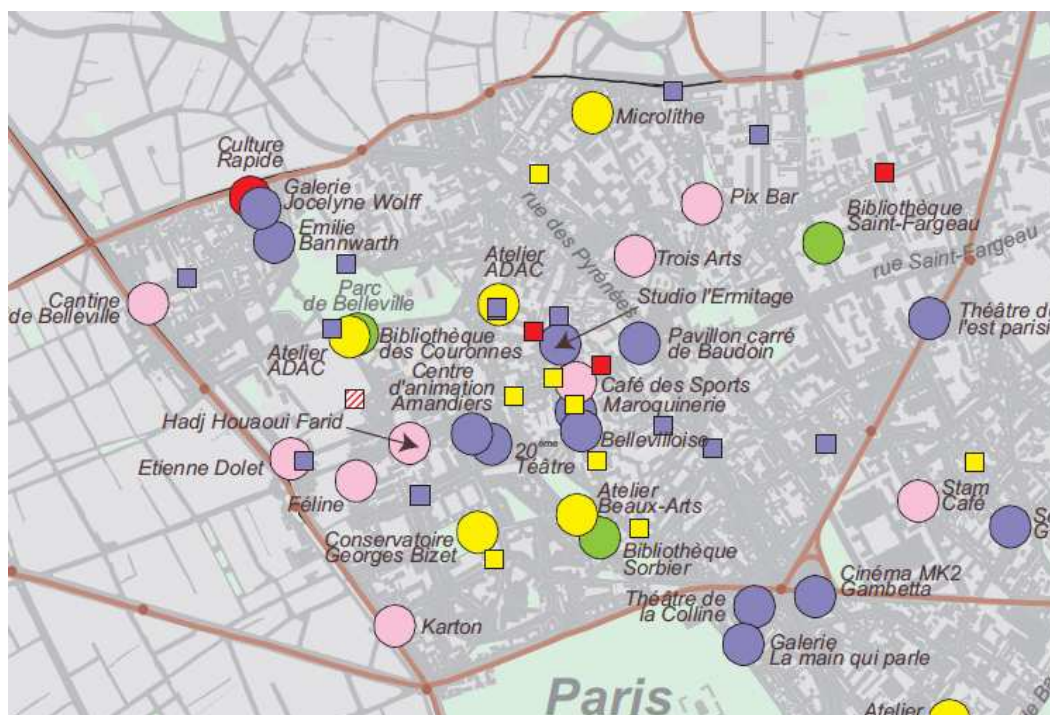 Microlithe
Culture
Rapide
Galerie
Jocelyne Wolff
Emilie
Bannwarth
rue des Pyrénées
Pix Bar
Bibliothèque
Saint-Fargeau
rue Saint-Fargeau
Trois Arts
Atelier
ADAC
Studio l'Ermitage
Parc
de Belleville
Cantine
de Belleville
Théâtre de
l'est parisi
Pavillon carré
de Baudoin
Bibliothèque
des Couronnes
Atelier
ADAC
Centre
d'animation
Amandiers
Café des Sports
Maroquinerie
Hadj Houaoui Farid
Bellevilloise
20ème
Téâtre
Etienne Dolet
Féline
Stam
Café
Atelier
Beaux-Arts
Conservatoire
Georges Bizet
Bibliothèque
Sorbier
Cinéma MK2
Gambetta
Théâtre de
la Colline
Karton
Galerie
La main qui parle
Paris
Atelier